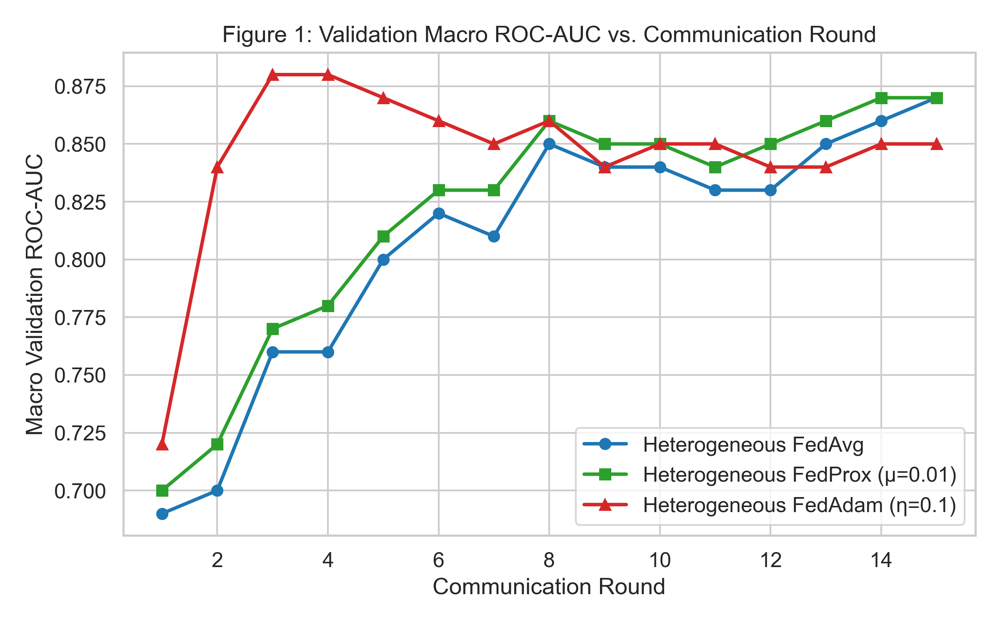 Figure 1: Validation Macro ROC-AUC vs. Communication Round
Macro Validation ROC-AUC
0.875
0.850
0.825
0.800
0.775
0.750
0.725
0.700
Heterogeneous FedAvg
Heterogeneous FedProx (μ=0.01)
Heterogeneous FedAdam (η=0.1)
2 4 6 8 10 12 14
Communication Round